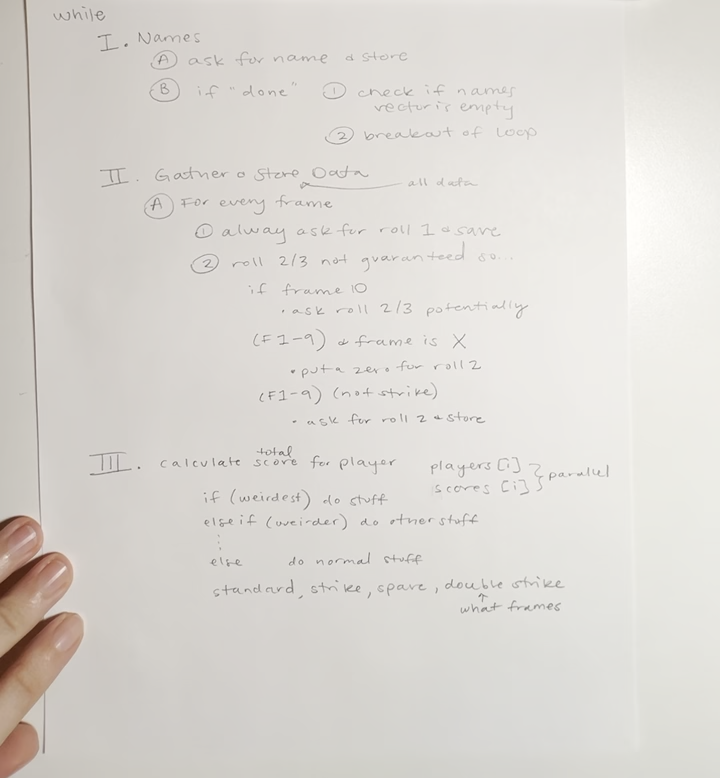 while
I. Names
(A) ask for name & store
(B) if "done" (1) check if names
vector is empty
(2) breakout of loop
II. Gather & Store Data
all data
(A) For every frame
(1) alway ask for roll 1 & save
(2) roll 2/3 not guaranteed so...
if frame 10
• ask roll 2/3 potentially
(F1-9) & frame is X
• put a zero for roll 2
(F1-9) (not strike)
• ask for roll 2 & store
III. calculate total score for player players [i] } parallel
scores [i]
if (weirdest) do stuff
else if (weirder) do other stuff
⋮
else do normal stuff
standard, strike, spare, double strike
↑
what frames